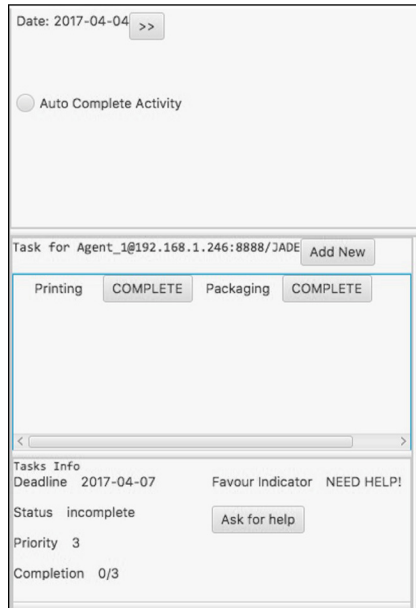 Date: 2017-04-04 >>
Auto Complete Activity
Task for Agent_1@192.168.1.246:8888/JADE Add New
Printing COMPLETE Packaging COMPLETE
Tasks Info
Deadline 2017-04-07 Favour Indicator NEED HELP!
Status incomplete Ask for help
Priority 3
Completion 0/3